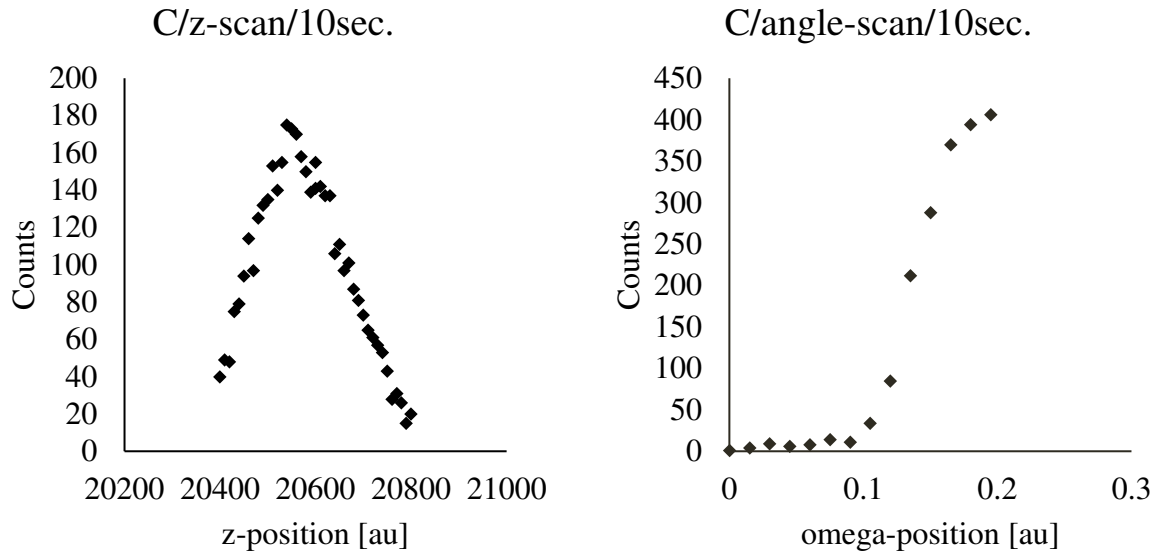 C/z-scan/10sec.
200
180
160
140
120
100
80
60
40
20
0
Counts
20200 20400 20600 20800 21000
z-position [au]
C/angle-scan/10sec.
450
400
350
300
250
200
150
100
50
0
Counts
0 0.1 0.2 0.3
omega-position [au]